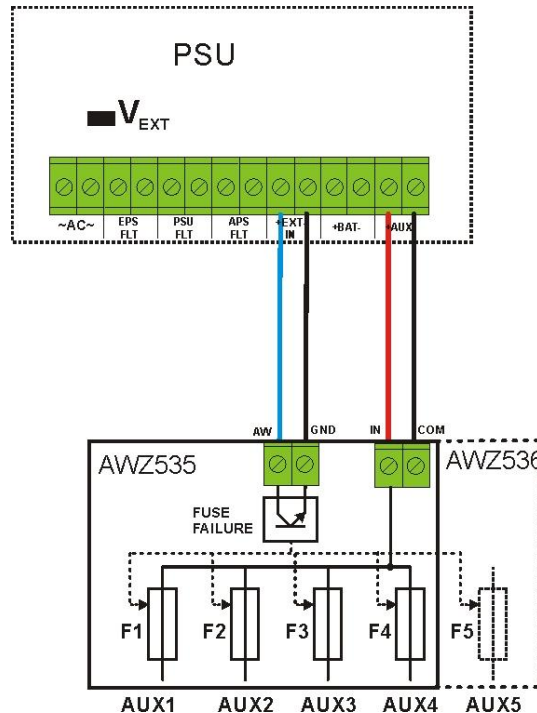 PSU
VEXT
~AC~ EPS FLT PSU FLT APS FLT +EXT- IN +BAT- +AUX
AW GND IN COM
AWZ535 AWZ536
FUSE FAILURE
F1 F2 F3 F4 F5
AUX1 AUX2 AUX3 AUX4 AUX5